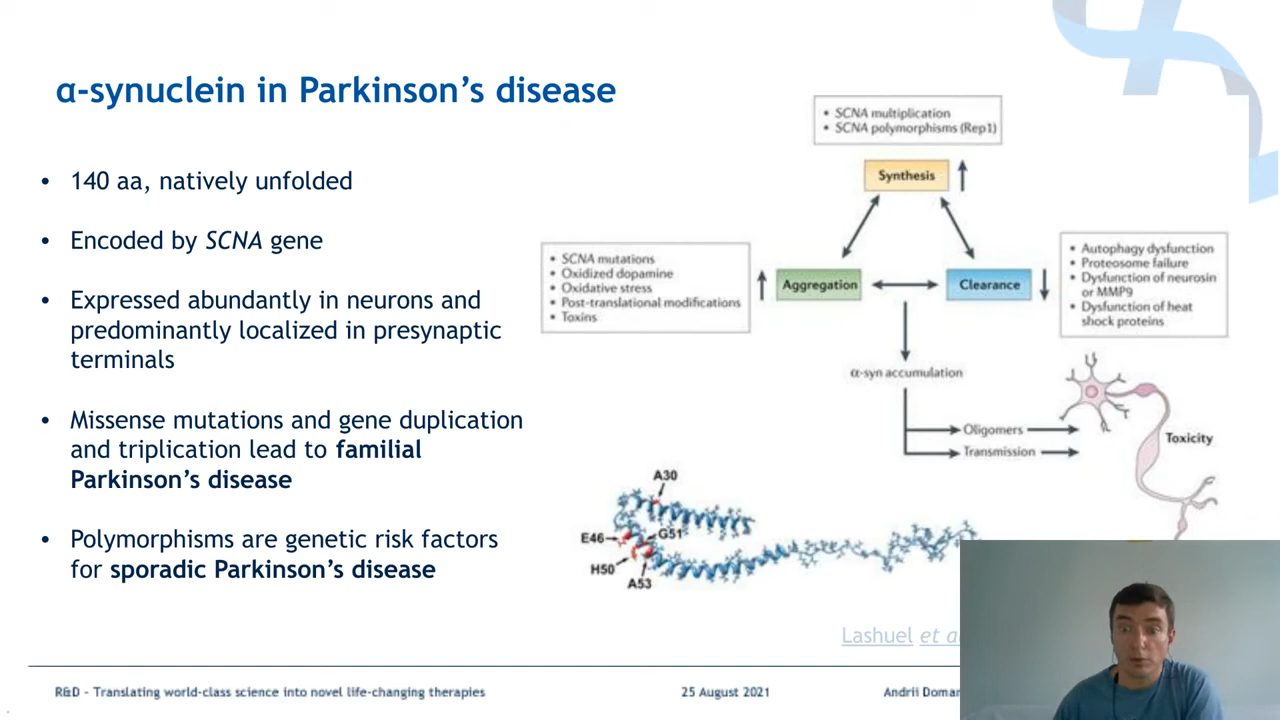 α-synuclein in Parkinson's disease
• 140 aa, natively unfolded
• Encoded by SCNA gene
• Expressed abundantly in neurons and
predominantly localized in presynaptic
terminals
• Missense mutations and gene duplication
and triplication lead to familial
Parkinson's disease
• Polymorphisms are genetic risk factors
for sporadic Parkinson's disease
• SCNA multiplication
• SCNA polymorphisms (Rep1)
Synthesis
• SCNA mutations
• Oxidized dopamine
• Oxidative stress
• Post-translational modifications
• Toxins
Aggregation
Clearance
• Autophagy dysfunction
• Proteosome failure
• Dysfunction of neurosin
or MMP9
• Dysfunction of heat
shock proteins
α-syn accumulation
Oligomers
Transmission
Toxicity
A30
E46
G51
H50
A53
Lashuel et
R&D - Translating world-class science into novel life-changing therapies
25 August 2021
Andrii